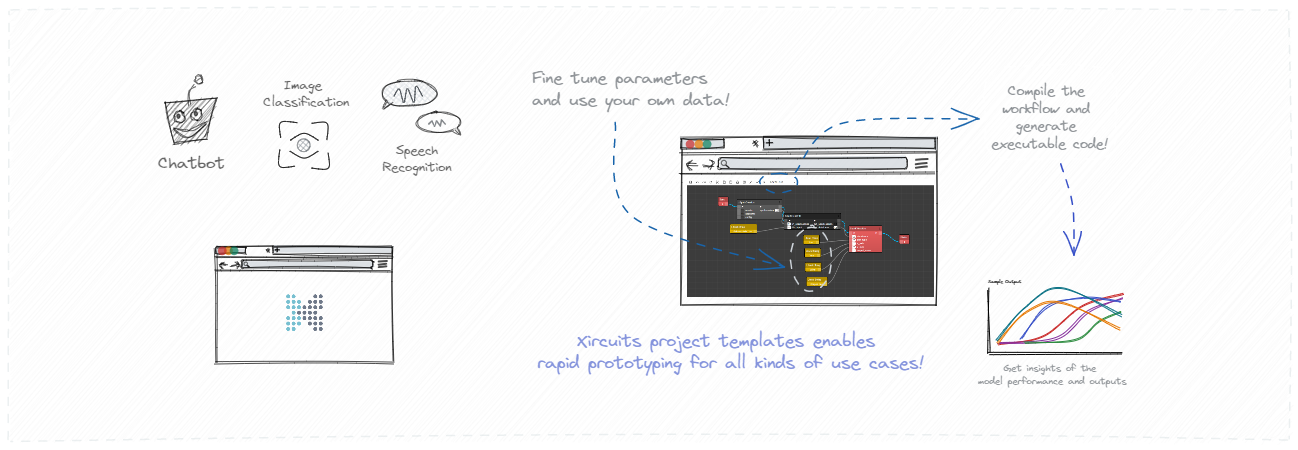 Chatbot
Image
Classification
Speech
Recognition
Fine tune parameters
and use your own data!
Compile the
workflow and
generate
executable code!
Xircuits project templates enables
rapid prototyping for all kinds of use cases!
Sample Output
Get insights of the
model performance and outputs